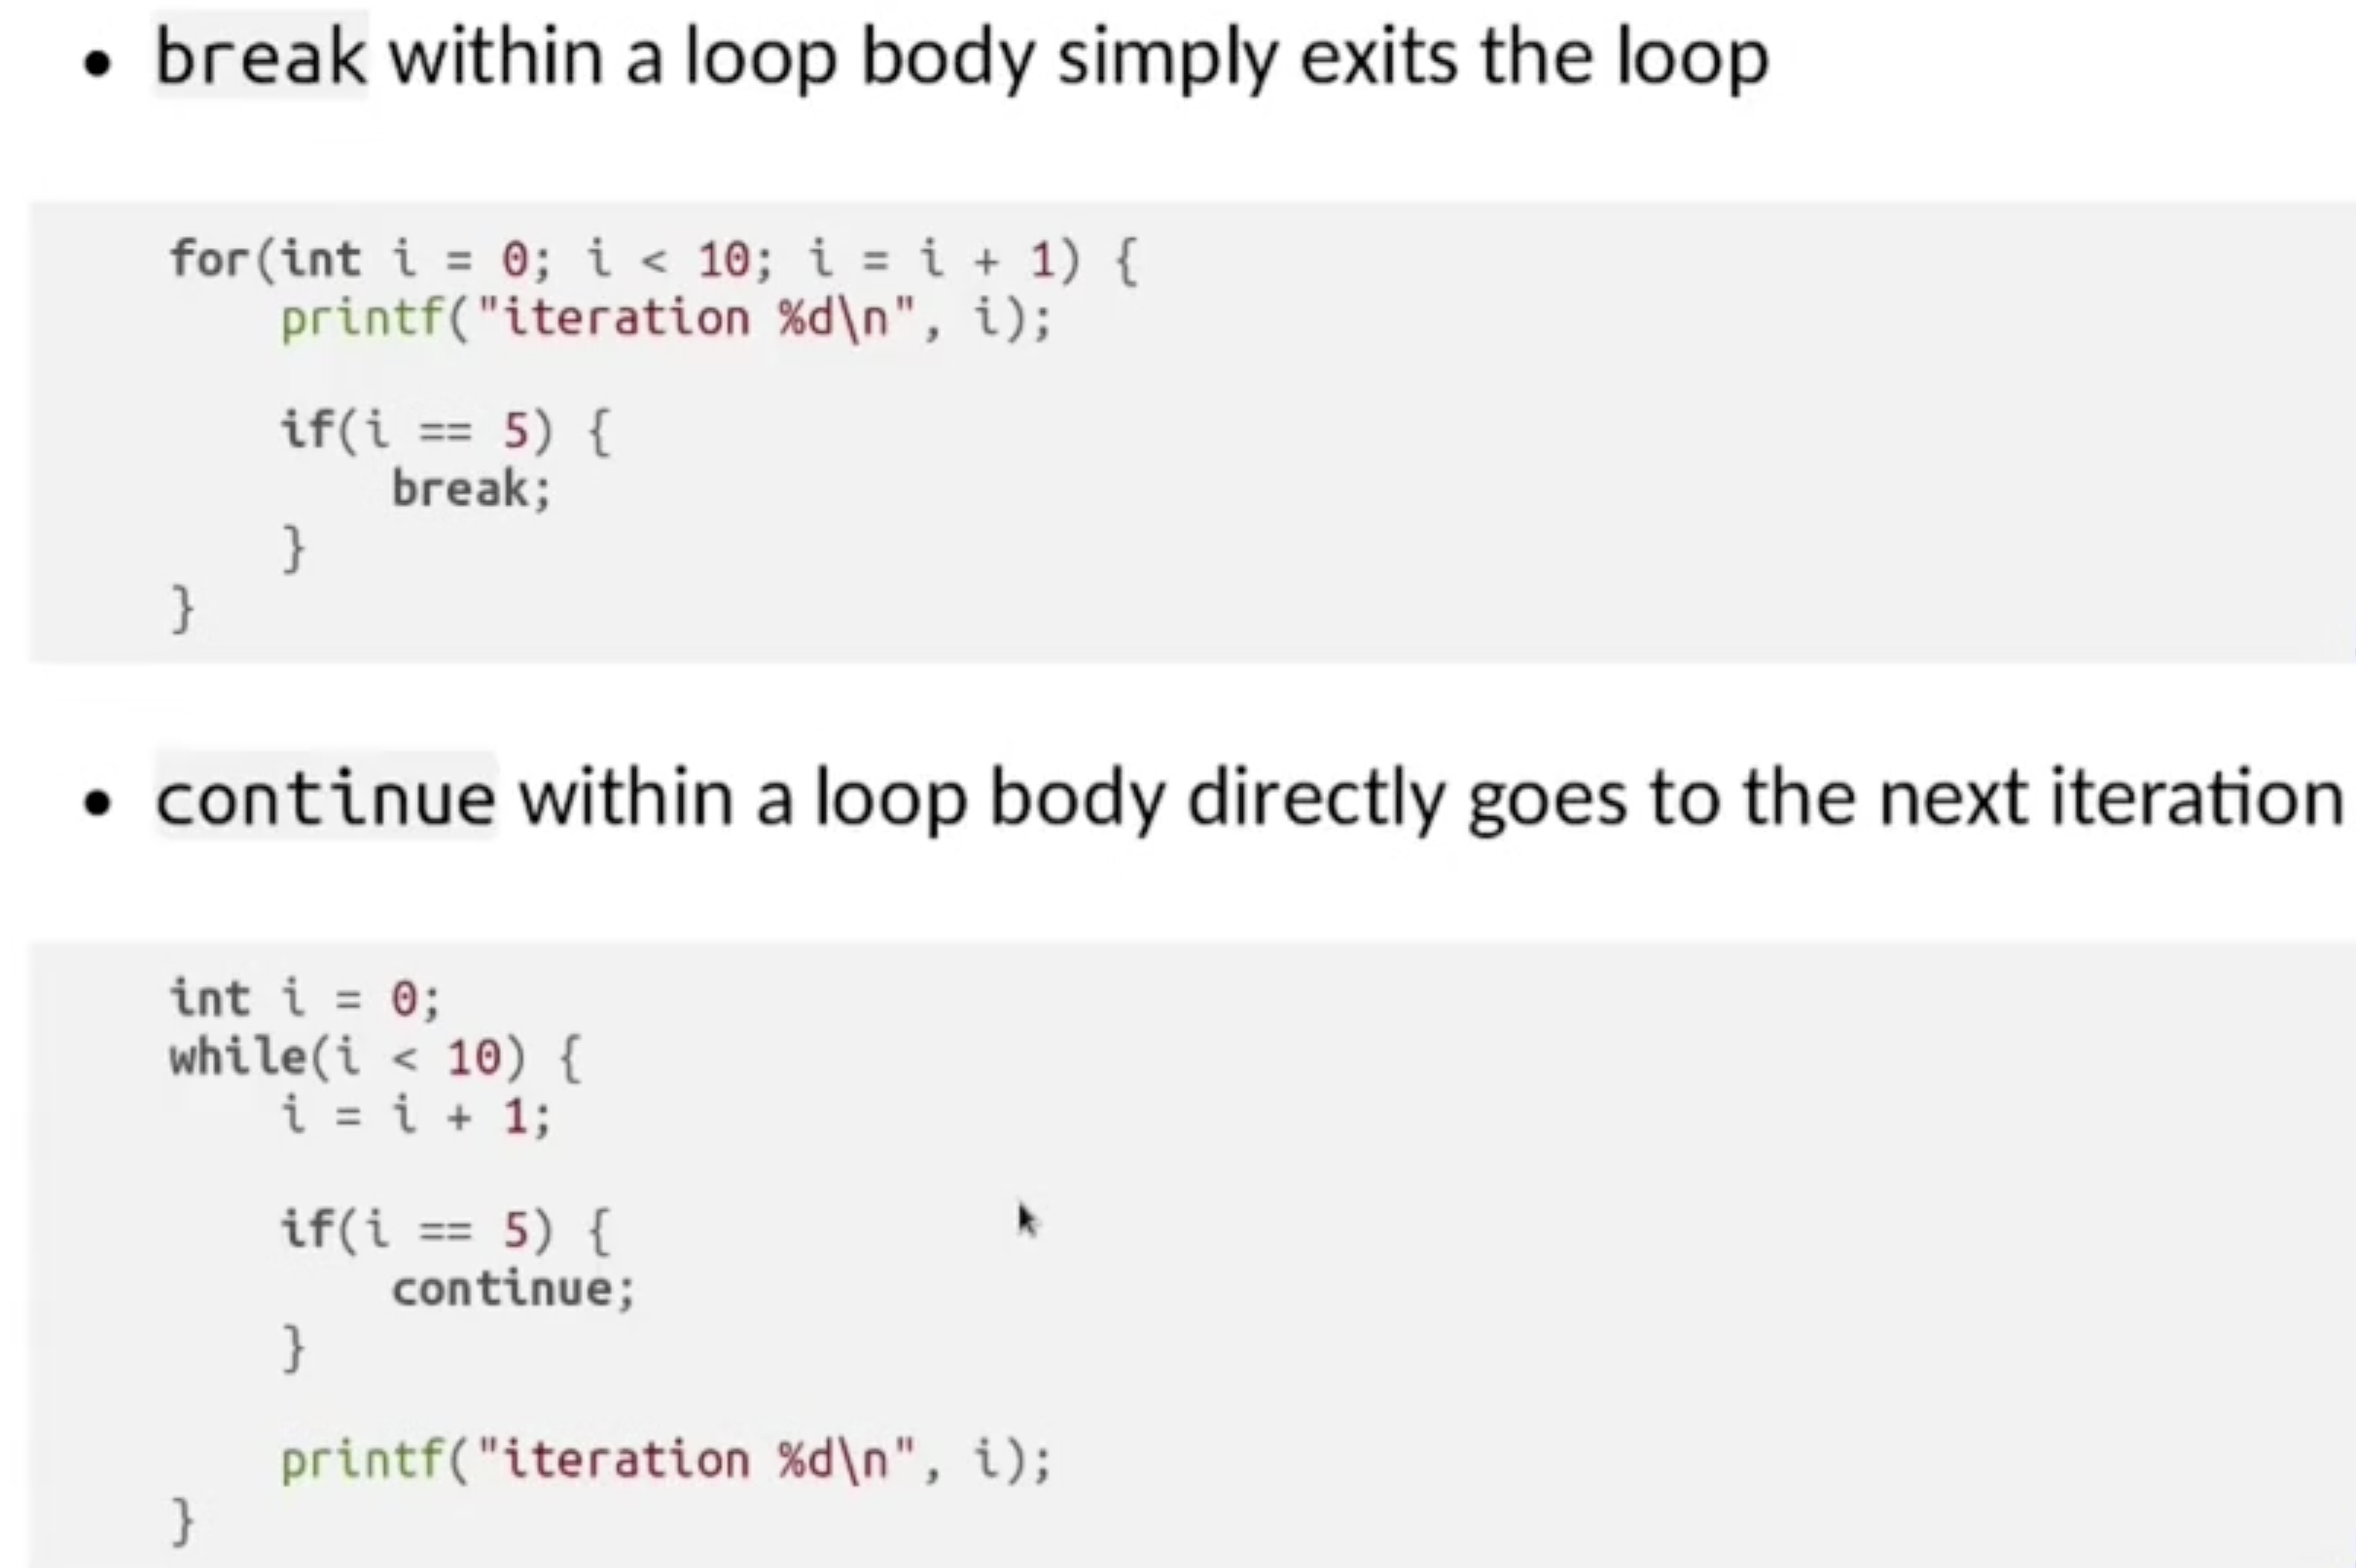 • break within a loop body simply exits the loop
for(int i = 0; i < 10; i = i + 1) {
    printf("iteration %d\n", i);
    if(i == 5) {
        break;
    }
}
• continue within a loop body directly goes to the next iteration
int i = 0;
while(i < 10) {
    i = i + 1;
    if(i == 5) {
        continue;
    }
    printf("iteration %d\n", i);
}